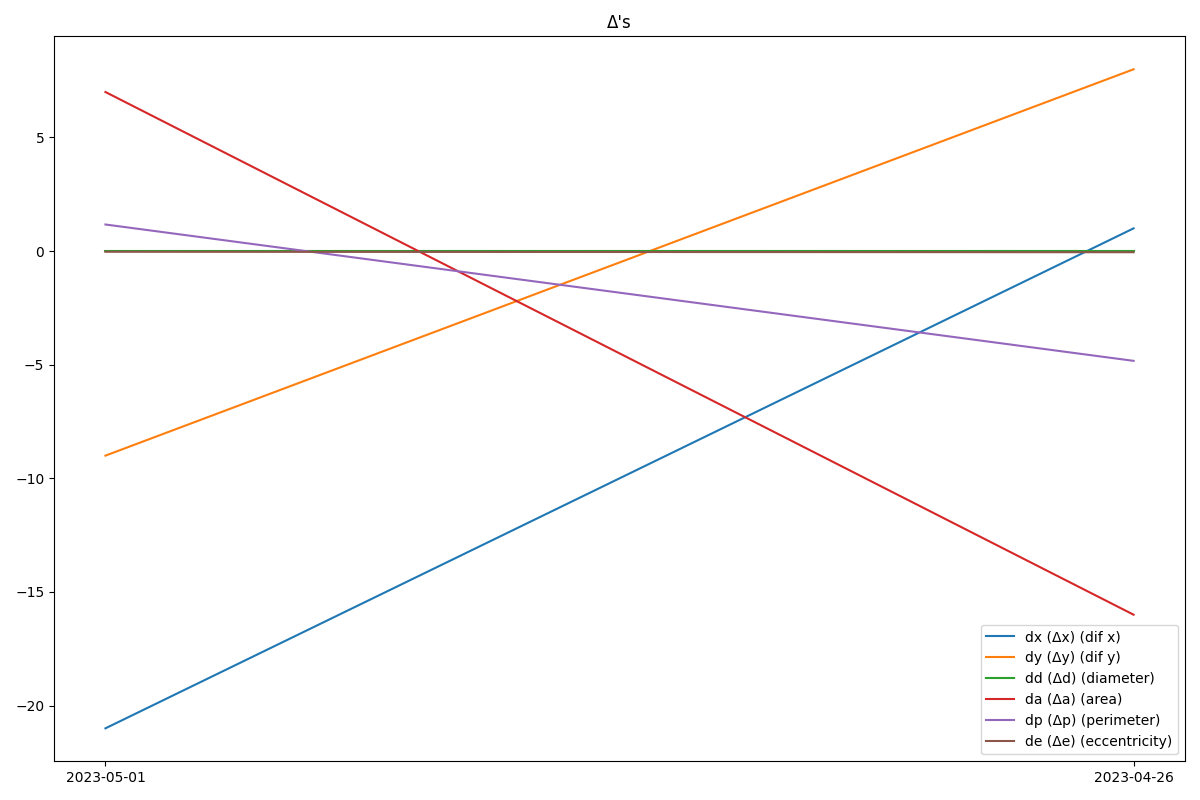 Δ's
5
0
−5
−10
−15
−20
2023-05-01
2023-04-26
dx (Δx) (dif x)
dy (Δy) (dif y)
dd (Δd) (diameter)
da (Δa) (area)
dp (Δp) (perimeter)
de (Δe) (eccentricity)